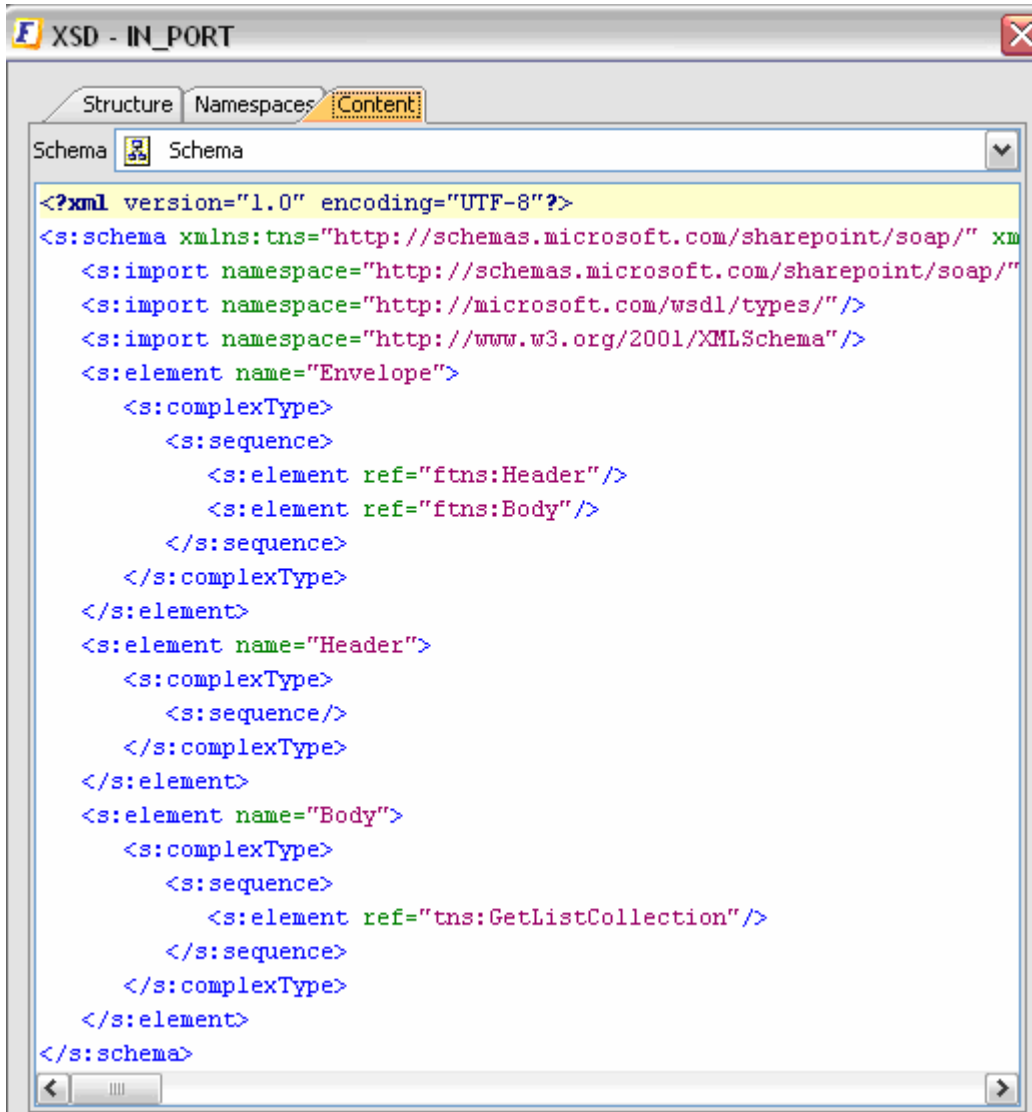 XSD - IN_PORT
Structure Namespaces Content
Schema Schema
<?xml version="1.0" encoding="UTF-8"?>
<s:schema xmlns:tns="http://schemas.microsoft.com/sharepoint/soap/" xm
<s:import namespace="http://schemas.microsoft.com/sharepoint/soap/"
<s:import namespace="http://microsoft.com/wsdl/types/"/>
<s:import namespace="http://www.w3.org/2001/XMLSchema"/>
<s:element name="Envelope">
<s:complexType>
<s:sequence>
<s:element ref="ftns:Header"/>
<s:element ref="ftns:Body"/>
</s:sequence>
</s:complexType>
</s:element>
<s:element name="Header">
<s:complexType>
<s:sequence/>
</s:complexType>
</s:element>
<s:element name="Body">
<s:complexType>
<s:sequence>
<s:element ref="tns:GetListCollection"/>
</s:sequence>
</s:complexType>
</s:element>
</s:schema>